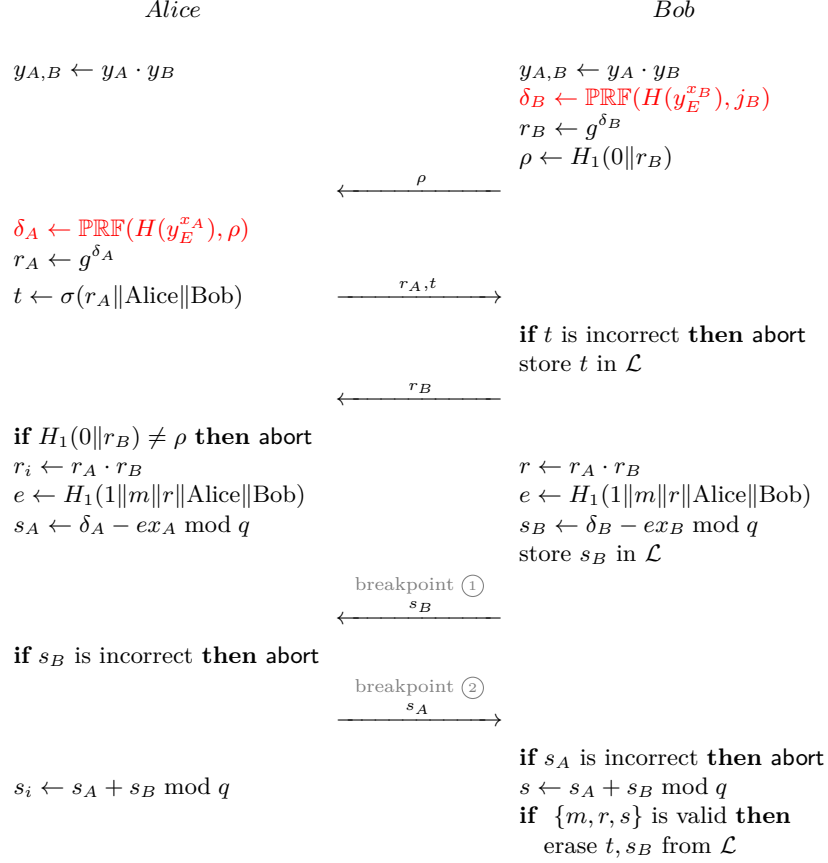 Alice Bob
y_{A,B} ← y_A · y_B y_{A,B} ← y_A · y_B
δ_B ← ℙℝ𝔽(H(y_E^{x_B}), j_B)
r_B ← g^{δ_B}
ρ ← H_1(0‖r_B)
ρ
δ_A ← ℙℝ𝔽(H(y_E^{x_A}), ρ)
r_A ← g^{δ_A}
t ← σ(r_A‖Alice‖Bob) r_A, t
if t is incorrect then abort
store t in ℒ
r_B
if H_1(0‖r_B) ≠ ρ then abort
r_i ← r_A · r_B r ← r_A · r_B
e ← H_1(1‖m‖r‖Alice‖Bob) e ← H_1(1‖m‖r‖Alice‖Bob)
s_A ← δ_A − ex_A mod q s_B ← δ_B − ex_B mod q
store s_B in ℒ
breakpoint ①
s_B
if s_B is incorrect then abort
breakpoint ②
s_A
if s_A is incorrect then abort
s_i ← s_A + s_B mod q s ← s_A + s_B mod q
if {m, r, s} is valid then
erase t, s_B from ℒ